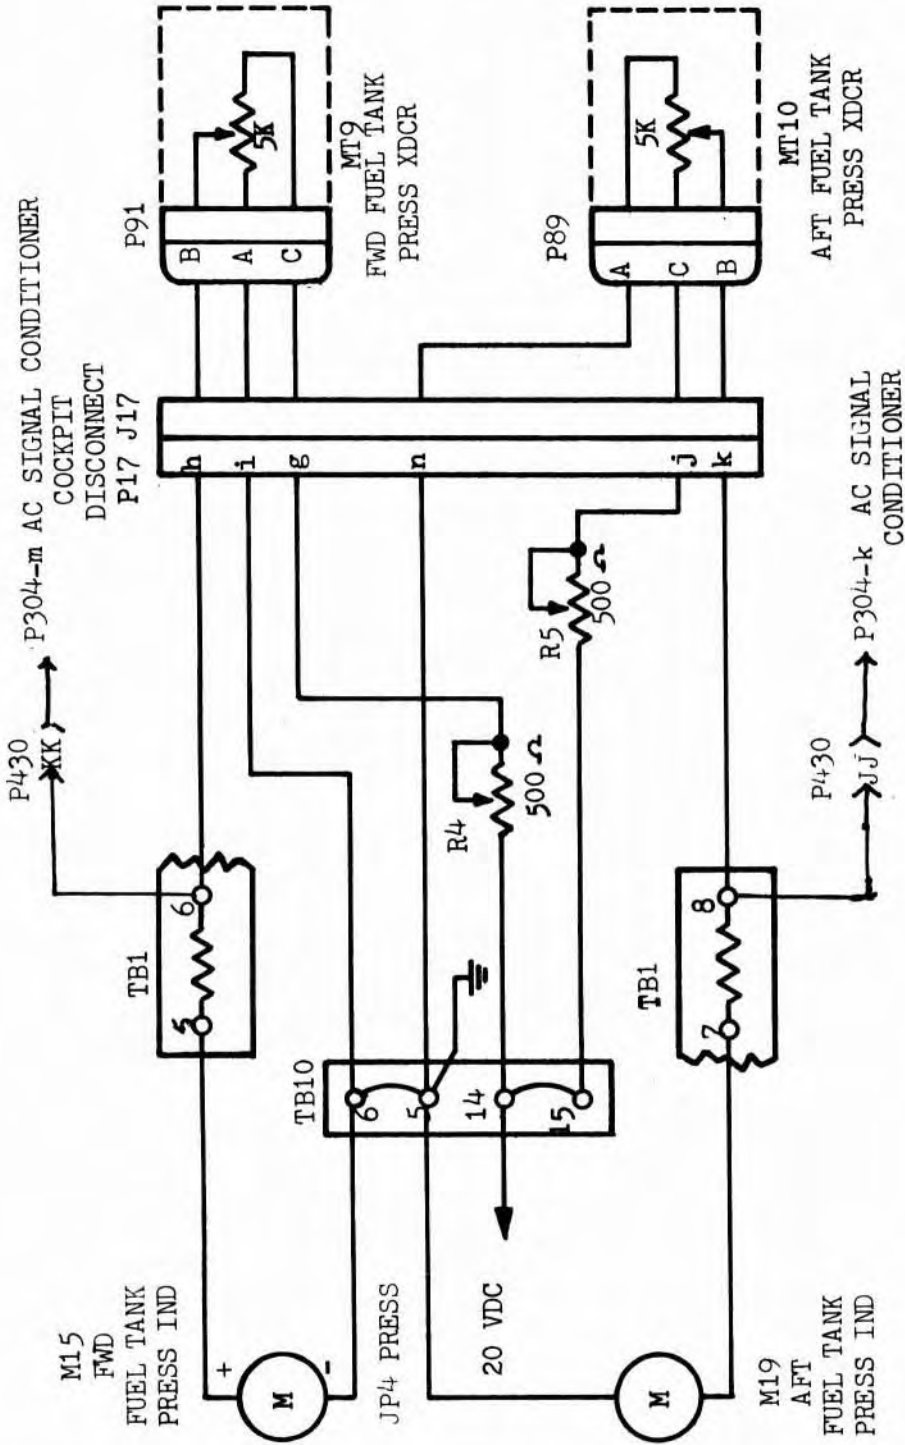 P304-m AC SIGNAL CONDITIONER
COCKPIT
DISCONNECT
P17 J17
P430
KK
TB1
5
6
h
i
g
n
j
k
P91
B
A
C
5K
MT9
FWD FUEL TANK
PRESS XDCR
P89
A
C
B
5K
MT10
AFT FUEL TANK
PRESS XDCR
M15
FWD
FUEL TANK
PRESS IND
+
M
-
JP4 PRESS
20 VDC
TB10
6
5
14
15
R4
500 Ω
R5
500 Ω
TB1
7
8
P430
JJ
P304-k AC SIGNAL
CONDITIONER
M
M19
AFT
FUEL TANK
PRESS IND